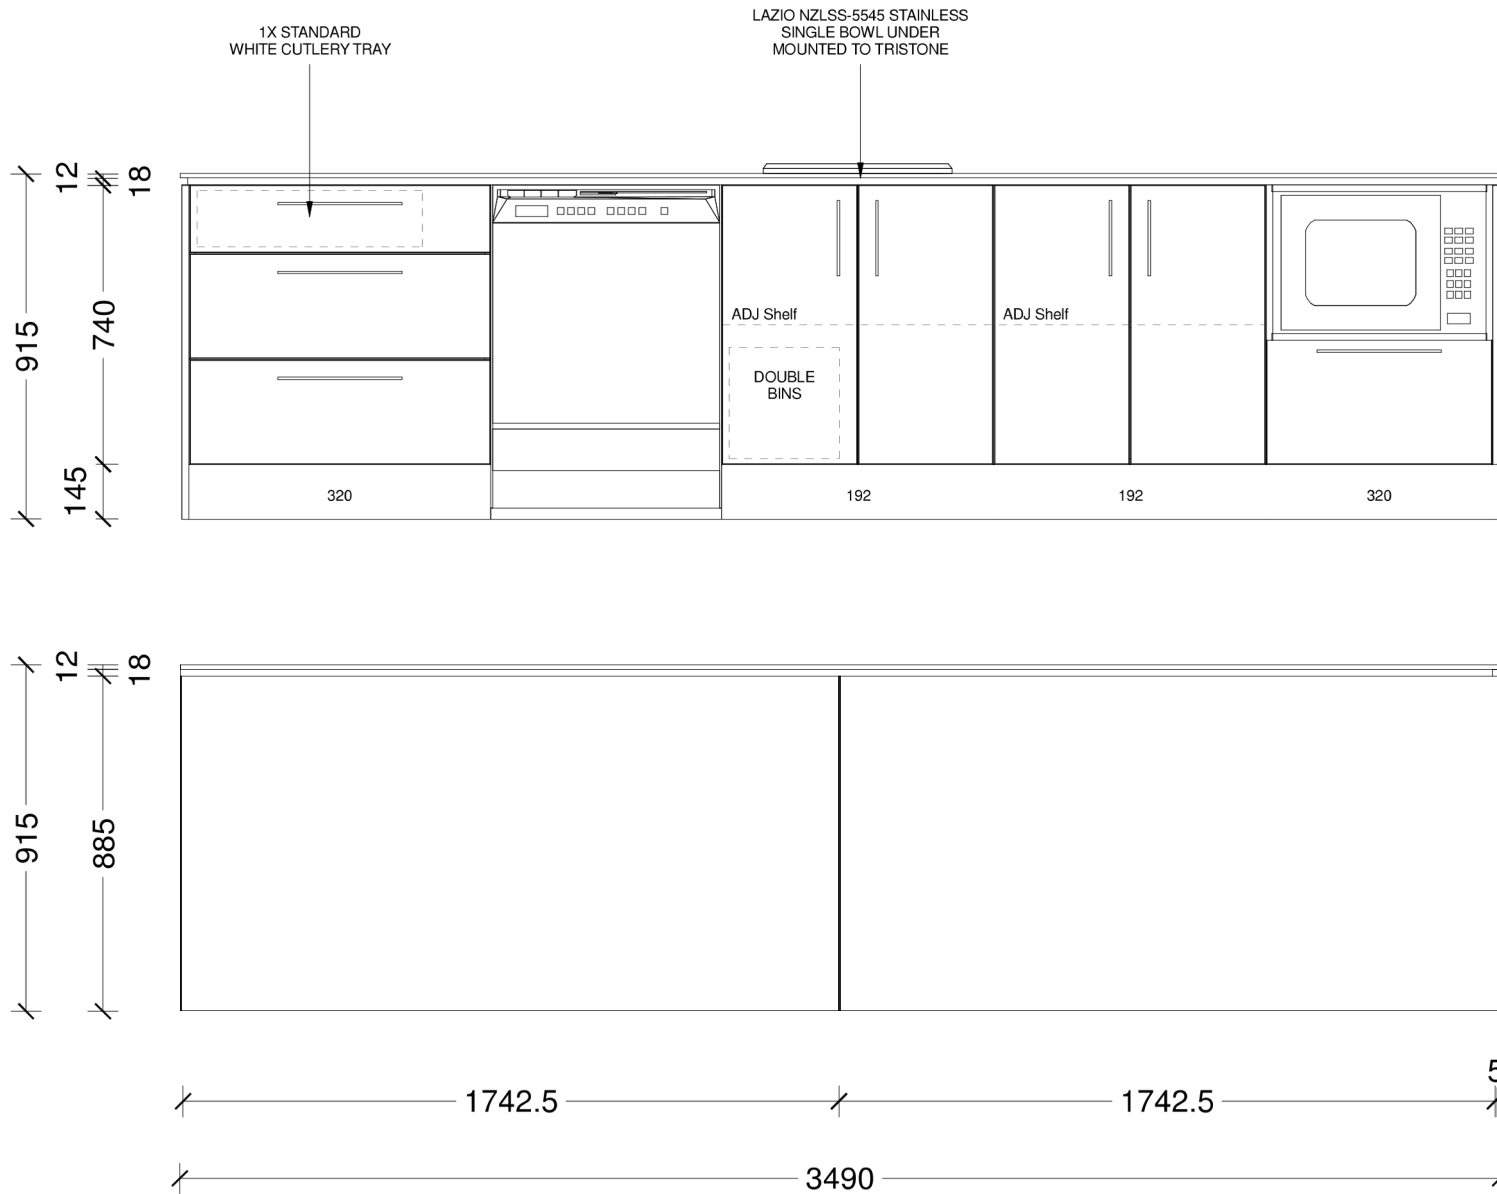 1X STANDARD
WHITE CUTLERY TRAY
LAZIO NZLSS-5545 STAINLESS
SINGLE BOWL UNDER
MOUNTED TO TRISTONE
12
18
915
740
145
ADJ Shelf
ADJ Shelf
DOUBLE
BINS
320
192
192
320
12
18
915
885
5
1742.5
1742.5
3490